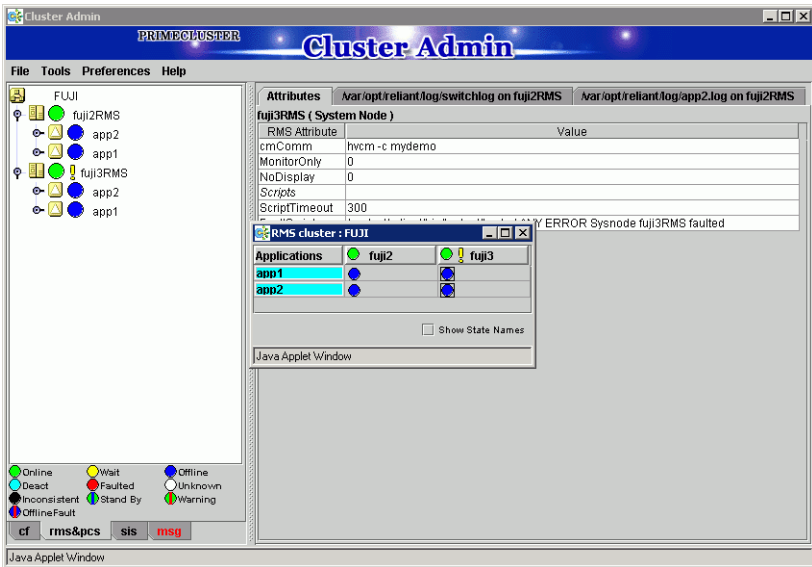 Cluster Admin
PRIMECLUSTER
Cluster Admin
File Tools Preferences Help
FUJI
fuji2RMS
app2
app1
fuji3RMS
app2
app1
Online Wait Offline
Deact Faulted Unknown
Inconsistent Stand By Warning
OfflineFault
cf rms&pcs sis msg
Attributes /var/opt/reliant/log/switchlog on fuji2RMS /var/opt/reliant/log/app2.log on fuji2RMS
fuji3RMS ( System Node )
RMS Attribute Value
cmComm hvcm -c mydemo
MonitorOnly 0
NoDisplay 0
Scripts
ScriptTimeout 300
ERROR Sysnode fuji3RMS faulted
RMS cluster : FUJI
Applications fuji2 fuji3
app1
app2
Show State Names
Java Applet Window
Java Applet Window